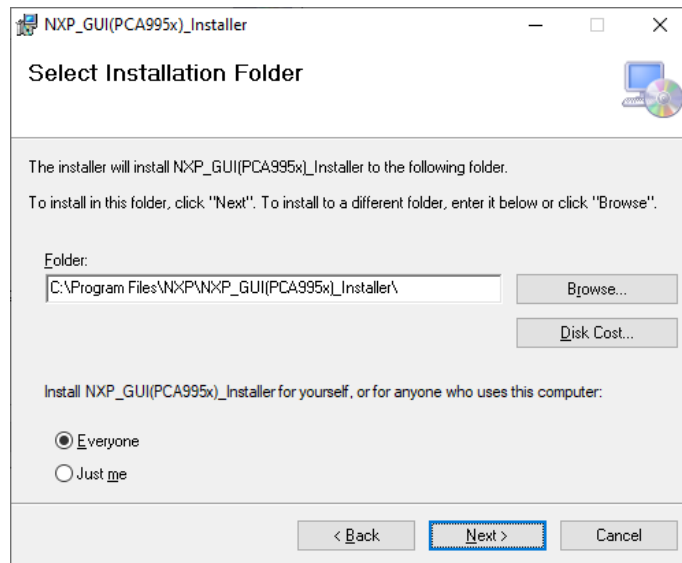 NXP_GUI(PCA995x)_Installer
Select Installation Folder
The installer will install NXP_GUI(PCA995x)_Installer to the following folder.
To install in this folder, click "Next". To install to a different folder, enter it below or click "Browse".
Folder:
C:\Program Files\NXP\NXP_GUI(PCA995x)_Installer\
Browse...
Disk Cost...
Install NXP_GUI(PCA995x)_Installer for yourself, or for anyone who uses this computer:
Everyone
Just me
< Back
Next >
Cancel